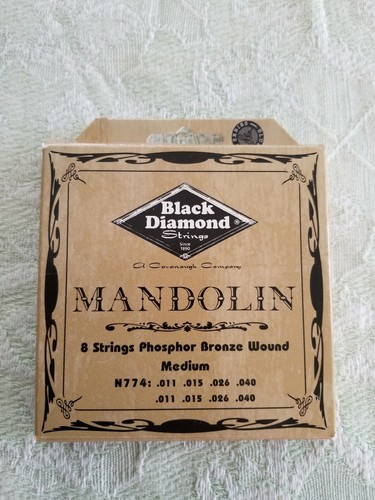 Black
Diamond®
Strings
Since
1890
A Cavanaugh Company
MANDOLIN
8 Strings Phosphor Bronze Wound
Medium
N774: .011 .015 .026 .040
.011 .015 .026 .040